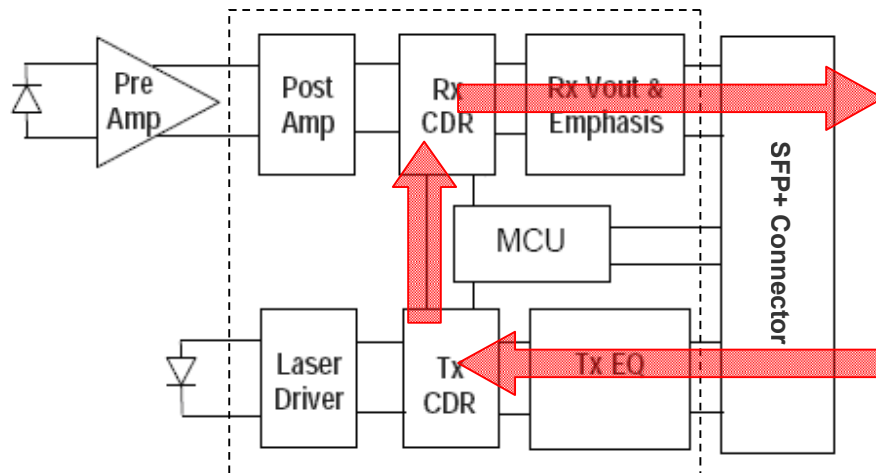 Pre
Amp
Post
Amp
Rx
CDR
Rx Vout &
Emphasis
SFP+ Connector
MCU
Laser
Driver
Tx
CDR
Tx EQ